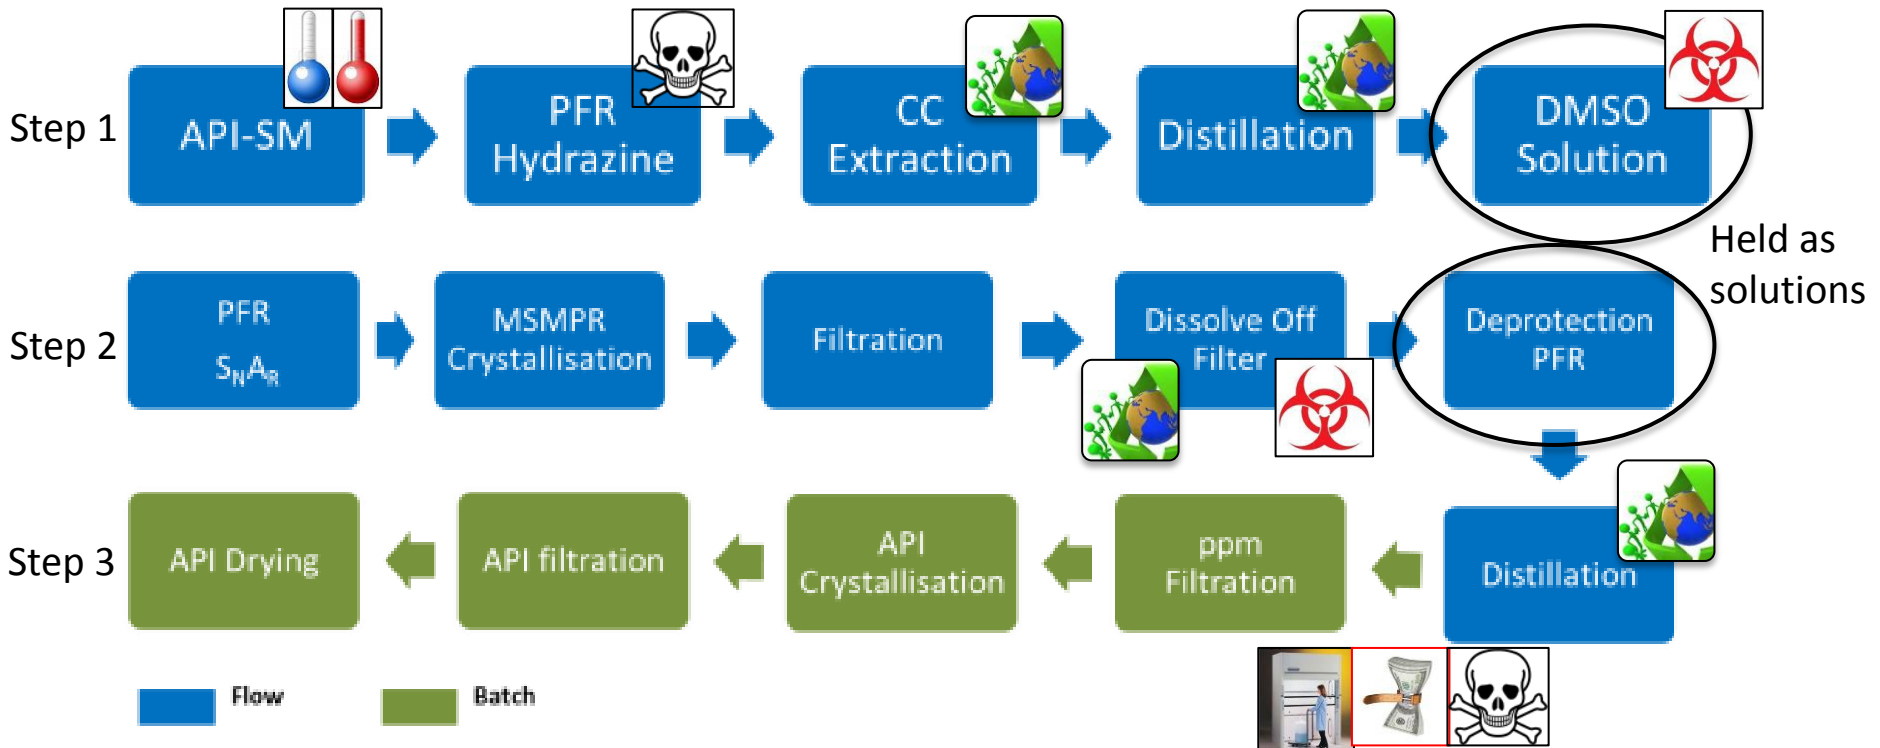 Step 1
API-SM
PFR
Hydrazine
CC
Extraction
Distillation
DMSO
Solution
Held as
solutions
Step 2
PFR
SNAR
MSMPR
Crystallisation
Filtration
Dissolve Off
Filter
Deprotection
PFR
Step 3
API Drying
API filtration
API
Crystallisation
ppm
Filtration
Distillation
Flow
Batch